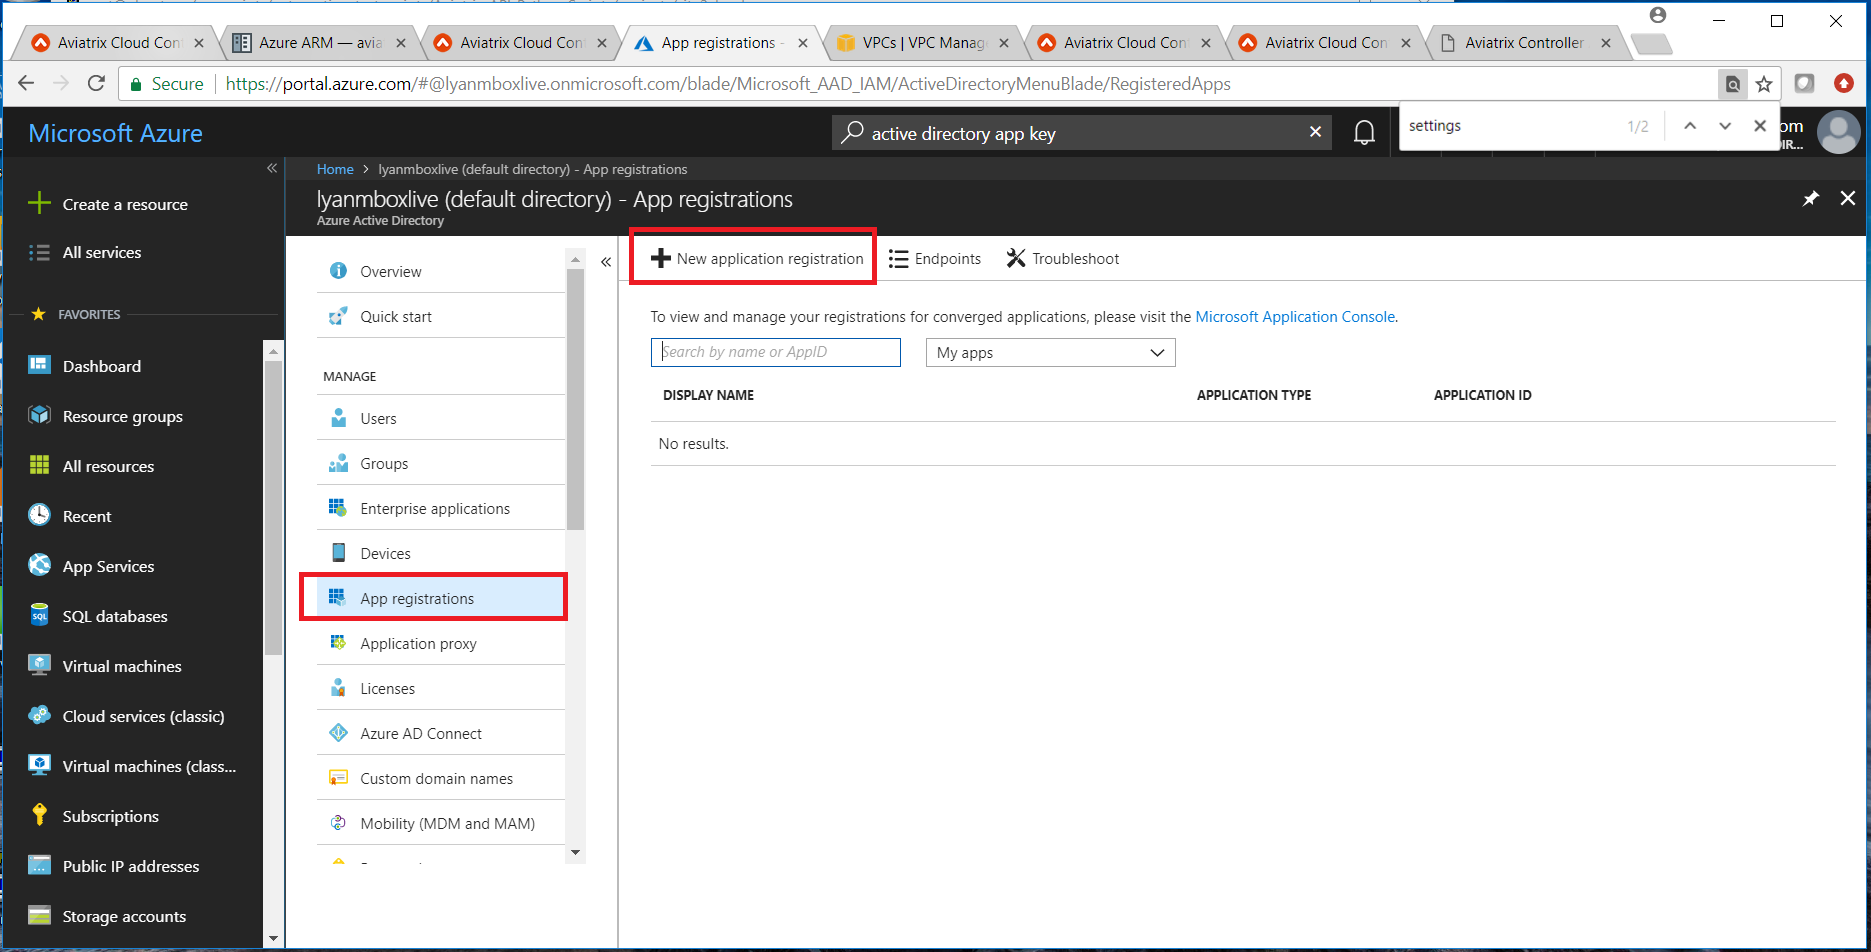 Aviatrix Cloud Con
Azure ARM — avia
Aviatrix Cloud Con
App registrations -
VPCs | VPC Manag
Aviatrix Cloud Con
Aviatrix Cloud Con
Aviatrix Controller
Secure
https://portal.azure.com/#@lyanmboxlive.onmicrosoft.com/blade/Microsoft_AAD_IAM/ActiveDirectoryMenuBlade/RegisteredApps
Microsoft Azure
active directory app key
settings
1/2
om
IR...
Home > lyanmboxlive (default directory) - App registrations
lyanmboxlive (default directory) - App registrations
Azure Active Directory
Create a resource
All services
FAVORITES
Dashboard
Resource groups
All resources
Recent
App Services
SQL databases
Virtual machines
Cloud services (classic)
Virtual machines (class...
Subscriptions
Public IP addresses
Storage accounts
Overview
Quick start
MANAGE
Users
Groups
Enterprise applications
Devices
App registrations
Application proxy
Licenses
Azure AD Connect
Custom domain names
Mobility (MDM and MAM)
New application registration
Endpoints
Troubleshoot
To view and manage your registrations for converged applications, please visit the Microsoft Application Console.
Search by name or AppID
My apps
DISPLAY NAME
APPLICATION TYPE
APPLICATION ID
No results.